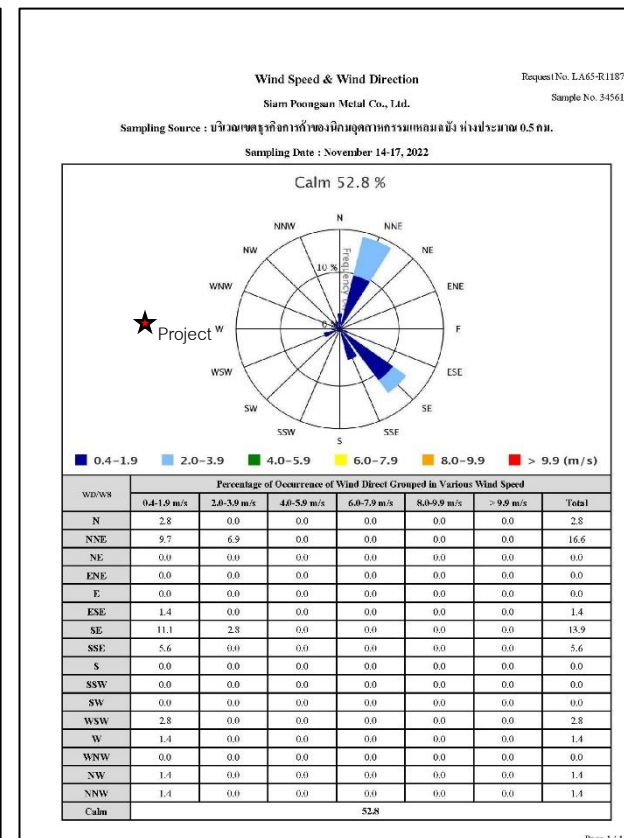 Wind Speed & Wind Direction
Request No. LA65-R1187
Siam Poongsan Metal Co., Ltd.
Sample No. 34561
Sampling Source : บริเวณเขตธุรกิจการค้าของนิคมอุตสาหกรรมแหลมฉบัง ห่างประมาณ 0.5 กม.
Sampling Date : November 14-17, 2022
Calm 52.8 %
N
NNW
NNE
NW
NE
10 %
Frequency
WNW
ENE
Project
W
0 %
E
WSW
ESE
SW
SE
SSW
SSE
S
0.4-1.9 2.0-3.9 4.0-5.9 6.0-7.9 8.0-9.9 > 9.9 (m/s)
WD/WS
Percentage of Occurrence of Wind Direct Grouped in Various Wind Speed
0.4-1.9 m/s 2.0-3.9 m/s 4.0-5.9 m/s 6.0-7.9 m/s 8.0-9.9 m/s > 9.9 m/s Total
N 2.8 0.0 0.0 0.0 0.0 0.0 2.8
NNE 9.7 6.9 0.0 0.0 0.0 0.0 16.6
NE 0.0 0.0 0.0 0.0 0.0 0.0 0.0
ENE 0.0 0.0 0.0 0.0 0.0 0.0 0.0
E 0.0 0.0 0.0 0.0 0.0 0.0 0.0
ESE 1.4 0.0 0.0 0.0 0.0 0.0 1.4
SE 11.1 2.8 0.0 0.0 0.0 0.0 13.9
SSE 5.6 0.0 0.0 0.0 0.0 0.0 5.6
S 0.0 0.0 0.0 0.0 0.0 0.0 0.0
SSW 0.0 0.0 0.0 0.0 0.0 0.0 0.0
SW 0.0 0.0 0.0 0.0 0.0 0.0 0.0
WSW 2.8 0.0 0.0 0.0 0.0 0.0 2.8
W 1.4 0.0 0.0 0.0 0.0 0.0 1.4
WNW 0.0 0.0 0.0 0.0 0.0 0.0 0.0
NW 1.4 0.0 0.0 0.0 0.0 0.0 1.4
NNW 1.4 0.0 0.0 0.0 0.0 0.0 1.4
Calm 52.8